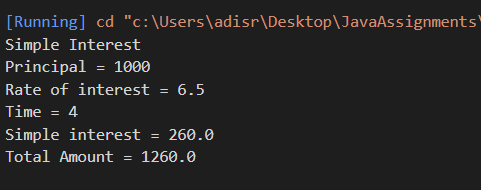 [Running] cd "c:\Users\adisr\Desktop\JavaAssignments\
Simple Interest
Principal = 1000
Rate of interest = 6.5
Time = 4
Simple interest = 260.0
Total Amount = 1260.0